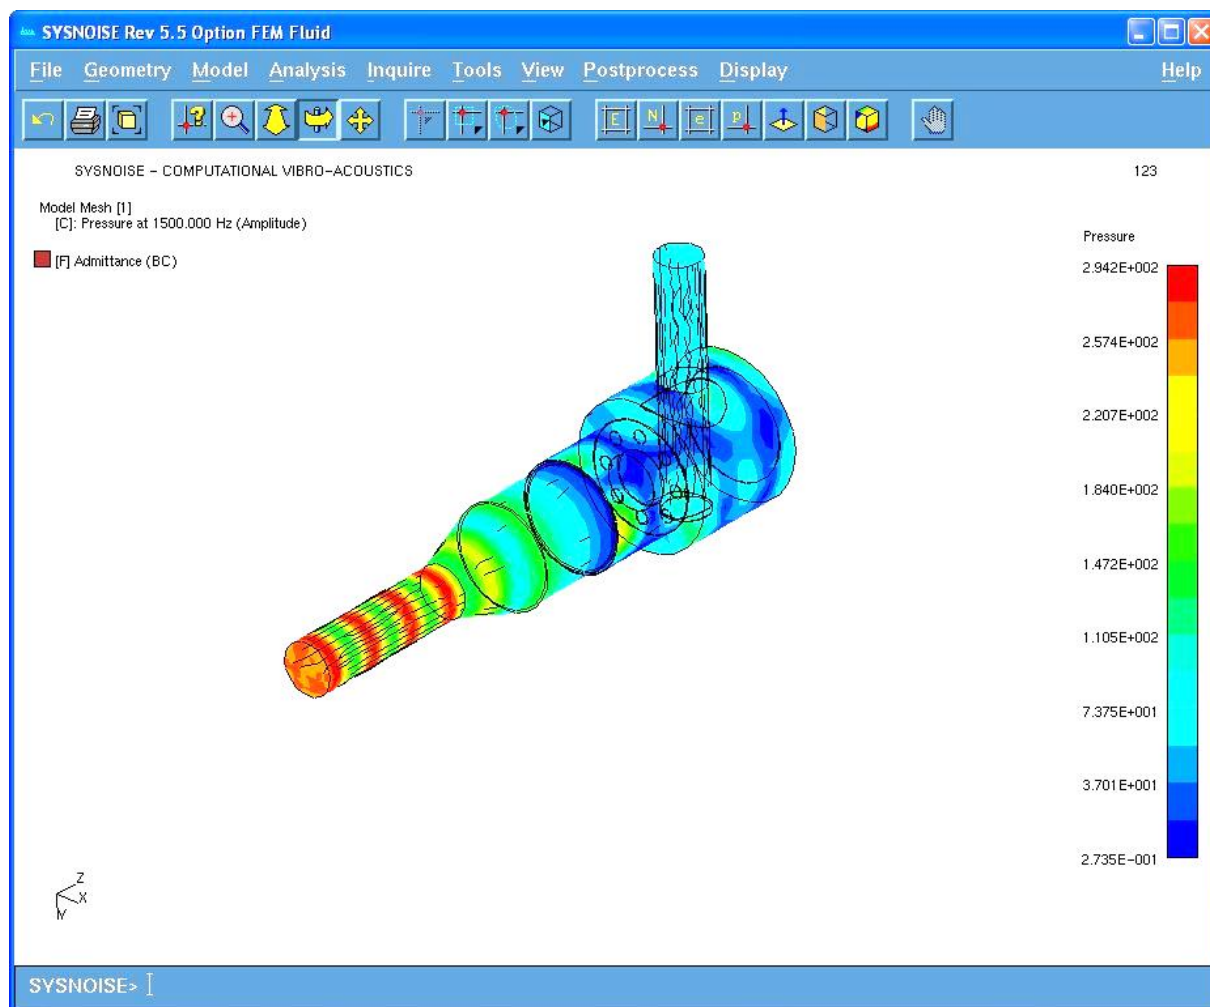 SYSNOISE Rev 5.5 Option FEM Fluid
File Geometry Model Analysis Inquire Tools View Postprocess Display Help
E N e p
SYSNOISE - COMPUTATIONAL VIBRO-ACOUSTICS 123
Model Mesh [1]
[C]: Pressure at 1500.000 Hz (Amplitude)
[F] Admittance (BC)
Pressure
2.942E+002
2.574E+002
2.207E+002
1.840E+002
1.472E+002
1.105E+002
7.375E+001
3.701E+001
2.735E-001
Z
X
Y
SYSNOISE>